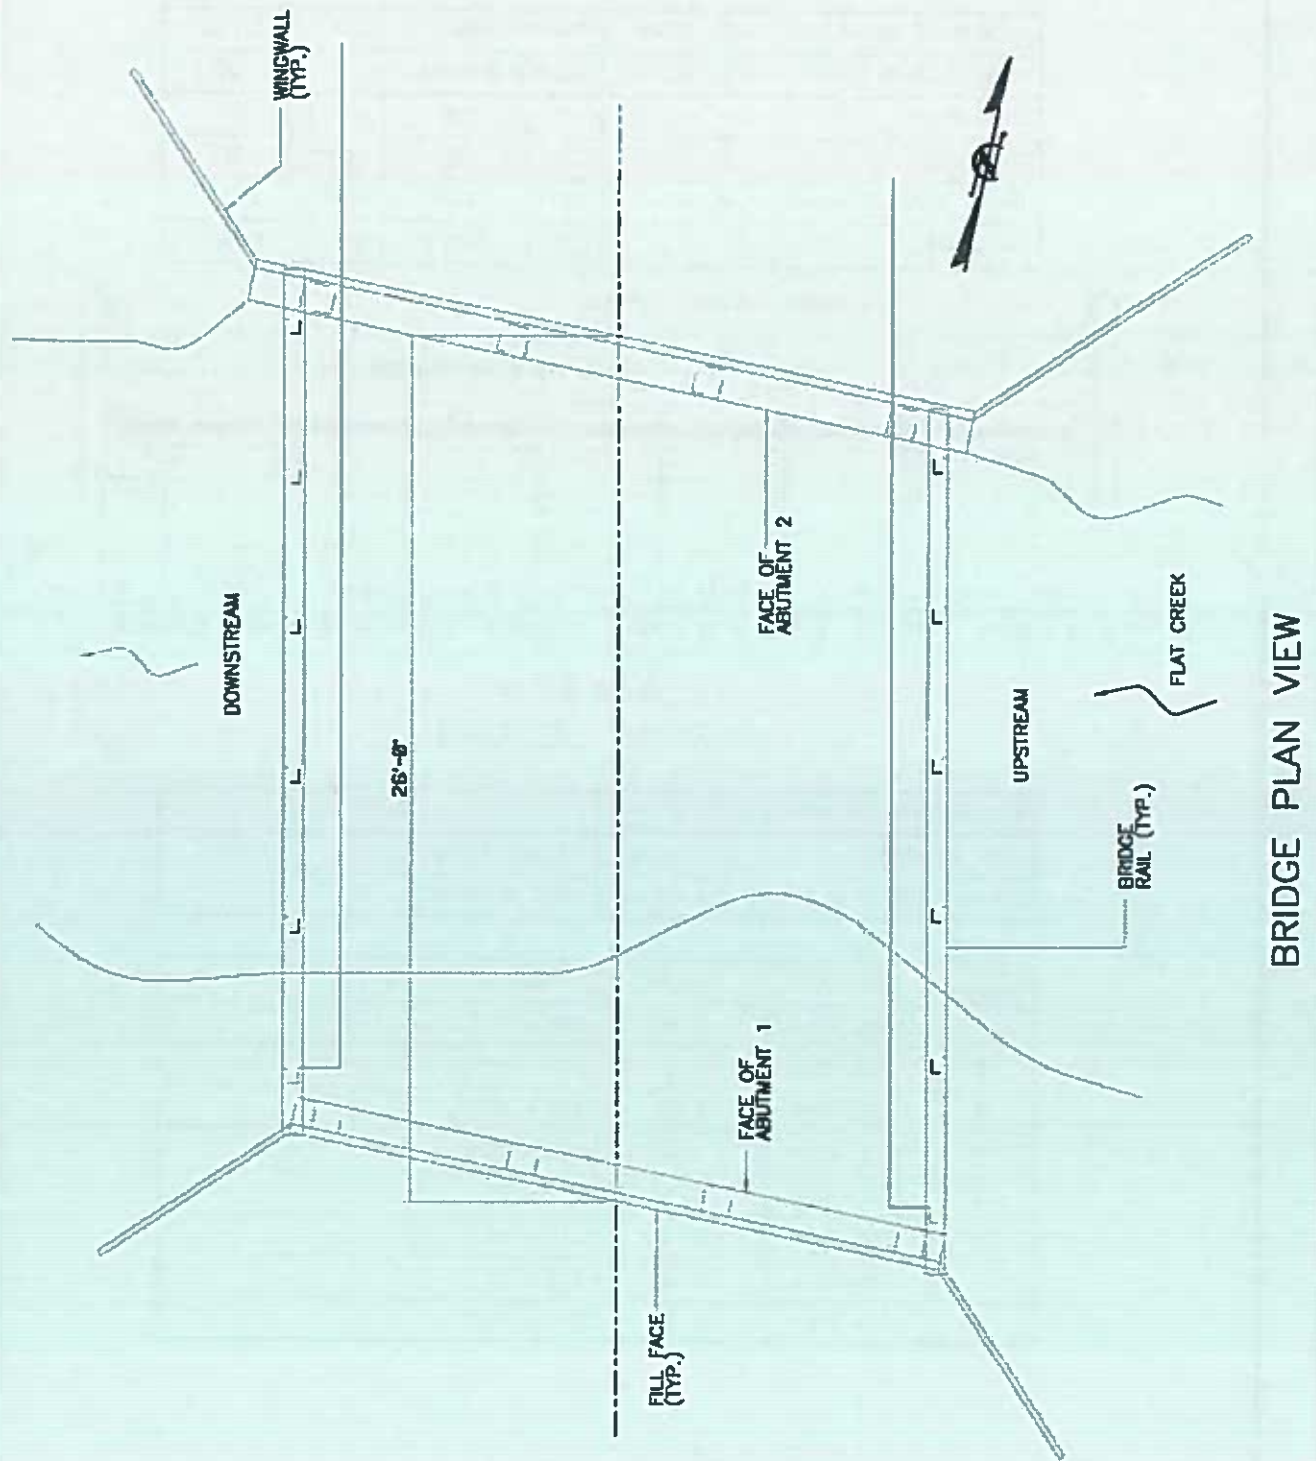 WINGWALL
(TYP.)
DOWNSTREAM
26'-0"
FACE OF
ABUTMENT 2
FLAT CREEK
UPSTREAM
BRIDGE
RAIL (TYP.)
FACE OF
ABUTMENT 1
FILL FACE
(TYP.)
BRIDGE PLAN VIEW